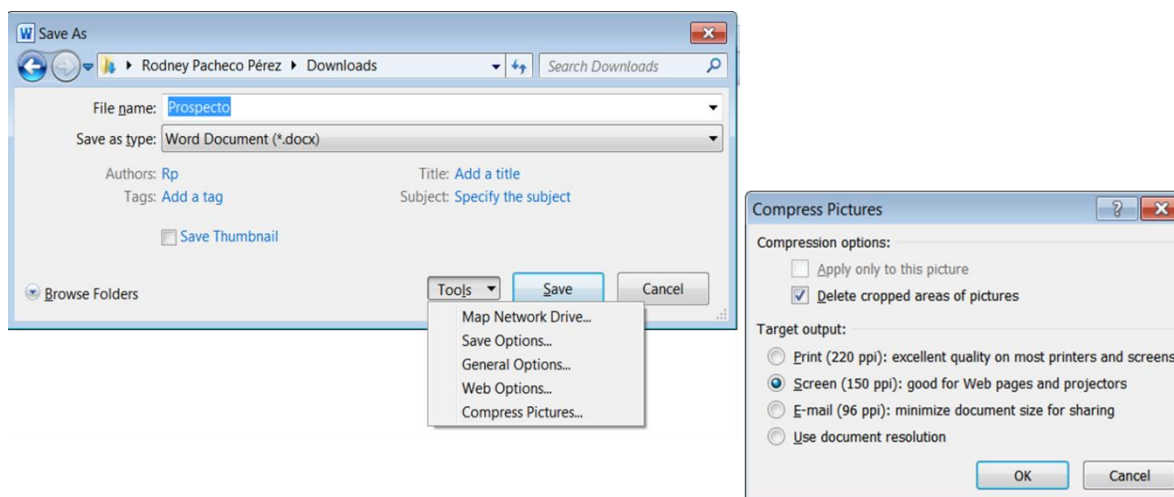 Save As
Rodney Pacheco Pérez
Downloads
Search Downloads
File name: Prospecto
Save as type: Word Document (*.docx)
Authors: Rp
Title: Add a title
Tags: Add a tag
Subject: Specify the subject
Save Thumbnail
Browse Folders
Tools
Save
Cancel
Map Network Drive...
Save Options...
General Options...
Web Options...
Compress Pictures...
Compress Pictures
Compression options:
Apply only to this picture
Delete cropped areas of pictures
Target output:
Print (220 ppi): excellent quality on most printers and screens
Screen (150 ppi): good for Web pages and projectors
E-mail (96 ppi): minimize document size for sharing
Use document resolution
OK
Cancel